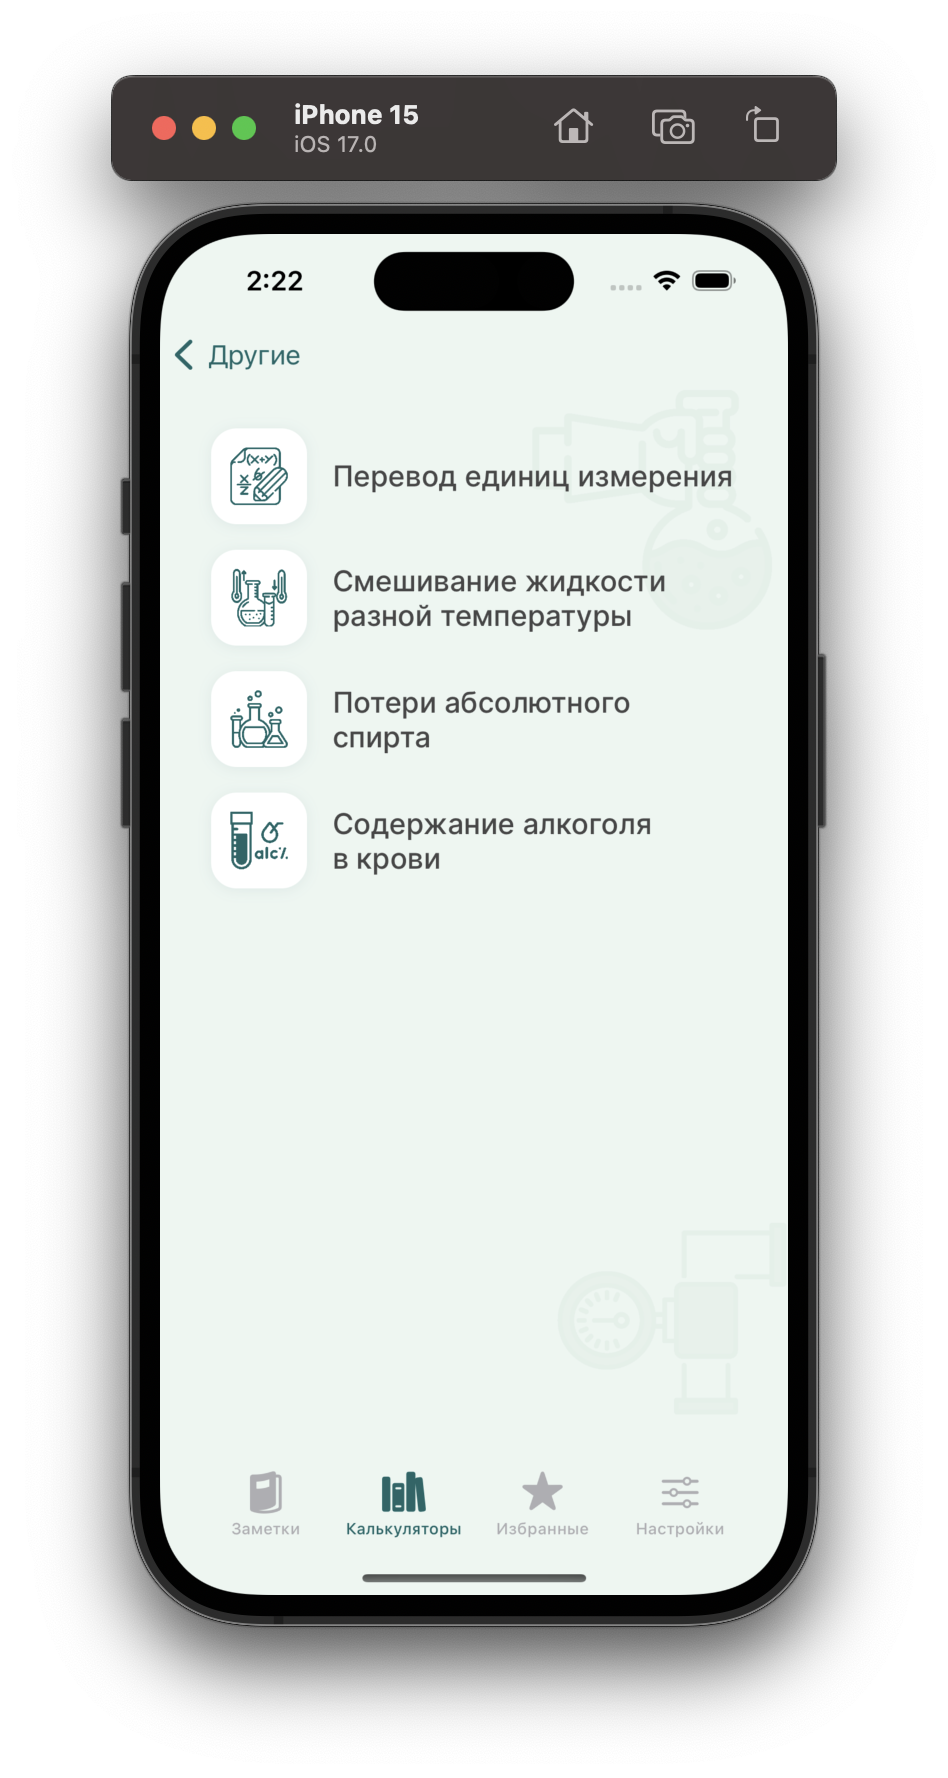 iPhone 15
iOS 17.0
2:22
Другие
(x+y)
x
z
Перевод единиц измерения
Смешивание жидкости
разной температуры
Потери абсолютного
спирта
alc%
Содержание алкоголя
в крови
Заметки
Калькуляторы
Избранные
Настройки